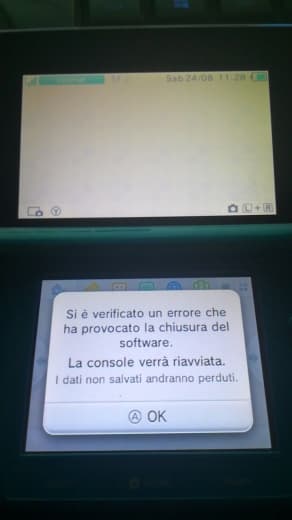 Sab 24/08 11:28
Y
L + R
Si è verificato un errore che
ha provocato la chiusura del
software.
La console verrà riavviata.
I dati non salvati andranno perduti.
A OK